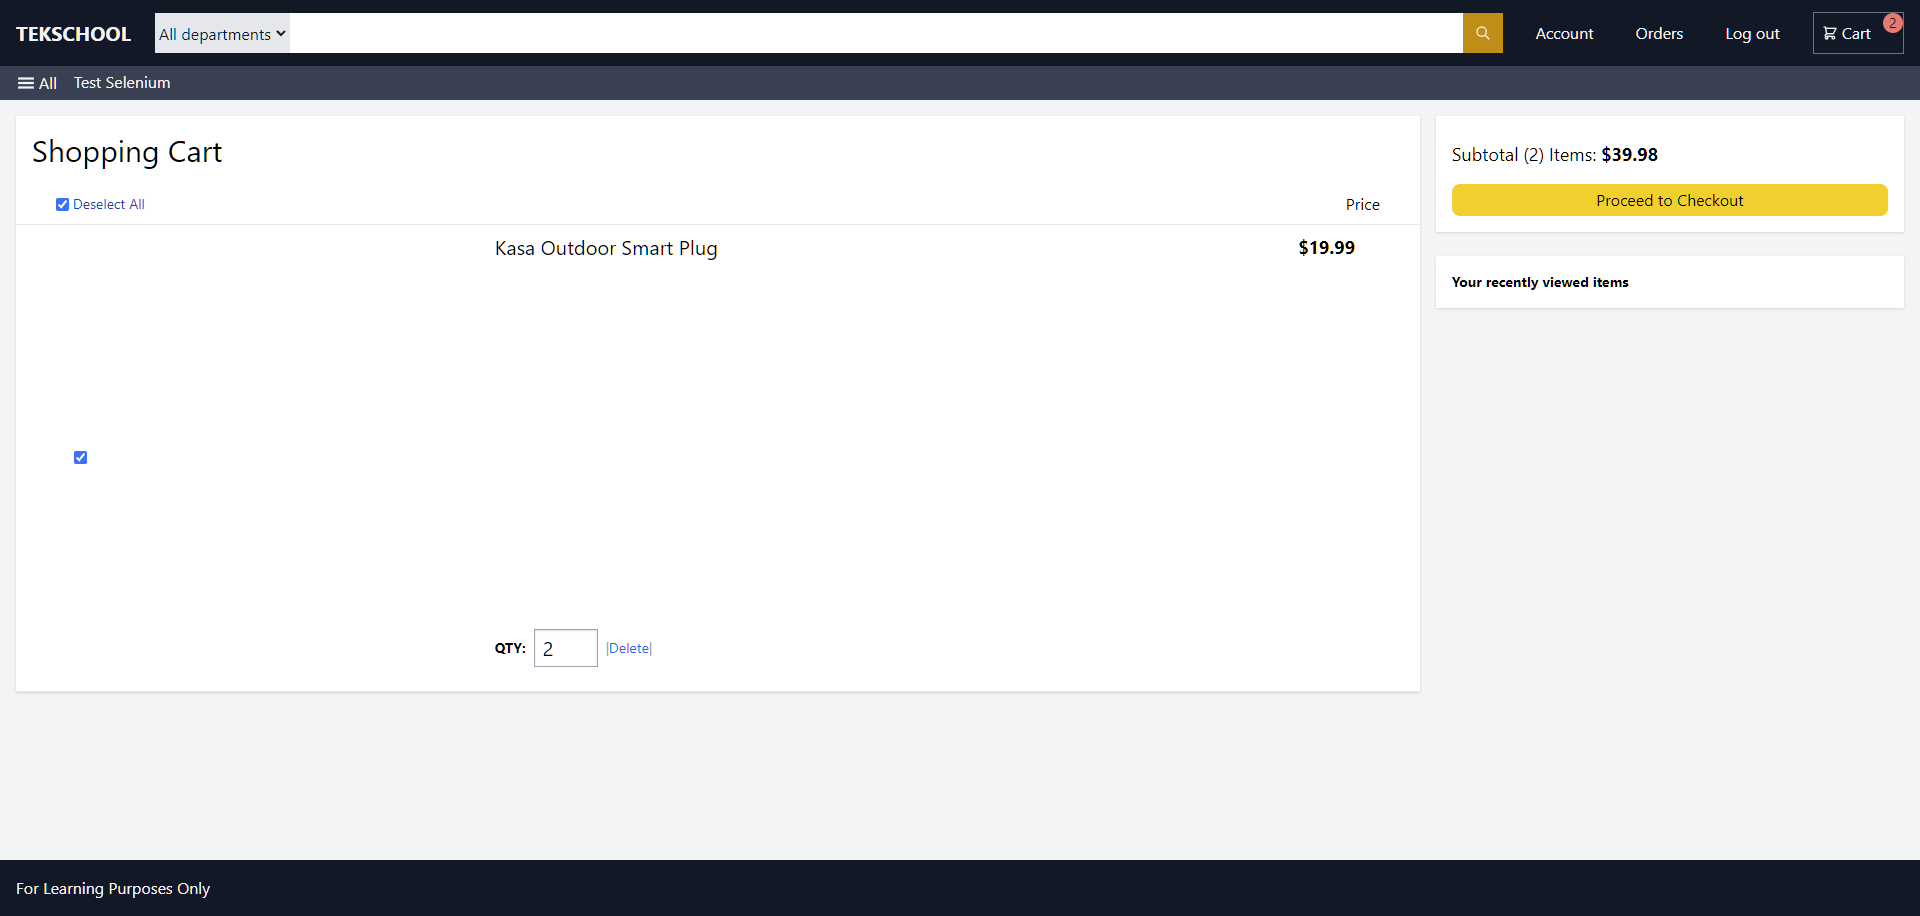 TEKSCHOOL
All departments
Account
Orders
Log out
Cart
2
All
Test Selenium
Shopping Cart
Deselect All
Price
Kasa Outdoor Smart Plug
$19.99
QTY:
2
|Delete|
Subtotal (2) Items: $39.98
Proceed to Checkout
Your recently viewed items
For Learning Purposes Only